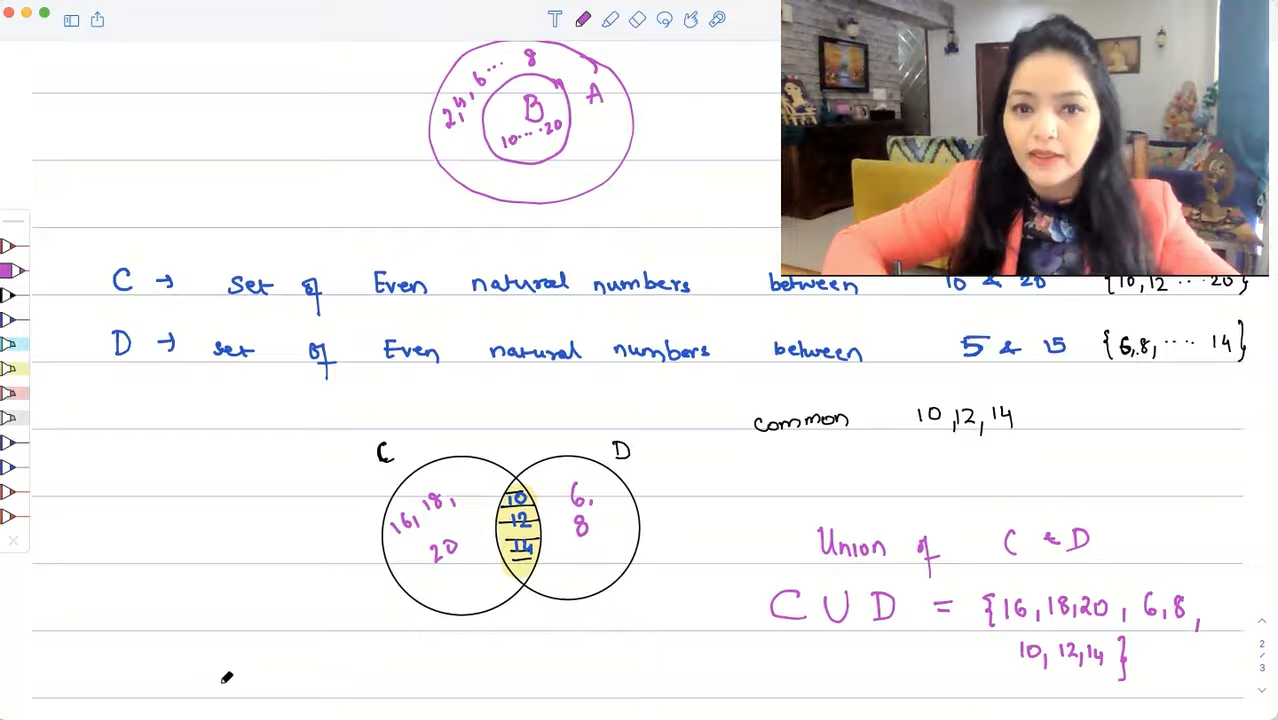 8
2, 4, 6 ...
A
B
10 .... 20
C → Set of Even natural numbers between 10 & 20 {10, 12 ... 20}
D → set of Even natural numbers between 5 & 15 {6, 8, .... 14}
common 10, 12, 14
C D
16, 18, 10 6,
12 8
20 14
Union of C & D
C U D = {16, 18, 20, 6, 8,
10, 12, 14}
2
/
3